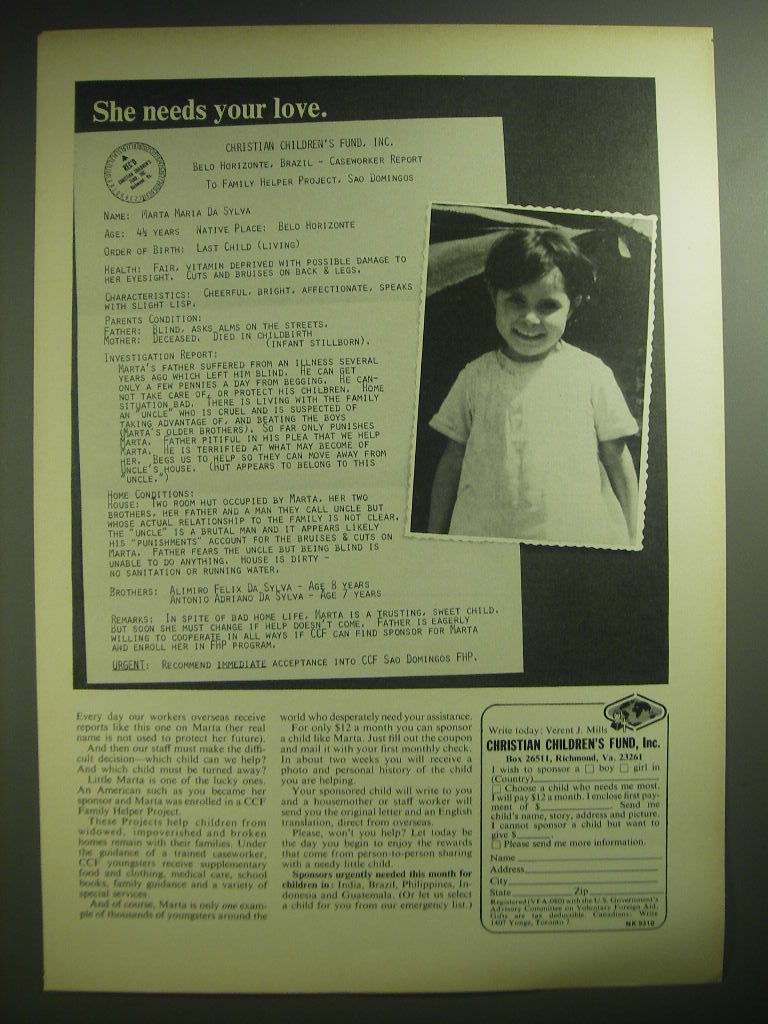 She needs your love.
REC'D
CHRISTIAN CHILDREN'S FUND, INC.
BELO HORIZONTE, BRAZIL - CASEWORKER REPORT
TO FAMILY HELPER PROJECT, SAO DOMINGOS
NAME: MARTA MARIA DA SYLVA
AGE: 4½ YEARS NATIVE PLACE: BELO HORIZONTE
ORDER OF BIRTH: LAST CHILD (LIVING)
HEALTH: FAIR, VITAMIN DEPRIVED WITH POSSIBLE DAMAGE TO
HER EYESIGHT. CUTS AND BRUISES ON BACK & LEGS.
CHARACTERISTICS: CHEERFUL, BRIGHT, AFFECTIONATE, SPEAKS
WITH SLIGHT LISP.
PARENTS CONDITION:
FATHER: BLIND, ASKS ALMS ON THE STREETS.
MOTHER: DECEASED. DIED IN CHILDBIRTH
(INFANT STILLBORN).
INVESTIGATION REPORT:
MARTA'S FATHER SUFFERED FROM AN ILLNESS SEVERAL
YEARS AGO WHICH LEFT HIM BLIND. HE CAN GET
ONLY A FEW PENNIES A DAY FROM BEGGING. HE CAN-
NOT TAKE CARE OF, OR PROTECT HIS CHILDREN. HOME
SITUATION BAD. THERE IS LIVING WITH THE FAMILY
AN "UNCLE" WHO IS CRUEL AND IS SUSPECTED OF
TAKING ADVANTAGE OF, AND BEATING THE BOYS
(MARTA'S OLDER BROTHERS). SO FAR ONLY PUNISHES
MARTA. FATHER PITIFUL IN HIS PLEA THAT WE HELP
MARTA. HE IS TERRIFIED AT WHAT MAY BECOME OF
HER. BEGS US TO HELP SO THEY CAN MOVE AWAY FROM
UNCLE'S HOUSE. (HUT APPEARS TO BELONG TO THIS
"UNCLE.")
HOME CONDITIONS:
HOUSE: TWO ROOM HUT OCCUPIED BY MARTA, HER TWO
BROTHERS, HER FATHER AND A MAN THEY CALL UNCLE BUT
WHOSE ACTUAL RELATIONSHIP TO THE FAMILY IS NOT CLEAR.
THE "UNCLE" IS A BRUTAL MAN AND IT APPEARS LIKELY
HIS "PUNISHMENTS" ACCOUNT FOR THE BRUISES & CUTS ON
MARTA. FATHER FEARS THE UNCLE BUT BEING BLIND IS
UNABLE TO DO ANYTHING. HOUSE IS DIRTY -
NO SANITATION OR RUNNING WATER.
BROTHERS: ALIMIRO FELIX DA SYLVA - AGE 8 YEARS
ANTONIO ADRIANO DA SYLVA - AGE 7 YEARS
REMARKS: IN SPITE OF BAD HOME LIFE, MARTA IS A TRUSTING, SWEET CHILD.
BUT SOON SHE MUST CHANGE IF HELP DOESN'T COME. FATHER IS EAGERLY
WILLING TO COOPERATE IN ALL WAYS IF CCF CAN FIND SPONSOR FOR MARTA
AND ENROLL HER IN FHP PROGRAM.
URGENT: RECOMMEND IMMEDIATE ACCEPTANCE INTO CCF SAO DOMINGOS FHP.
Every day our workers overseas receive
reports like this one on Marta (her real
name is not used to protect her future).
And then our staff must make the diffi-
cult decision—which child can we help?
And which child must be turned away?
Little Marta is one of the lucky ones.
An American such as you became her
sponsor and Marta was enrolled in a CCF
Family Helper Project.
These Projects help children from
widowed, impoverished and broken
homes remain with their families. Under
the guidance of a trained caseworker,
CCF youngsters receive supplementary
food and clothing, medical care, school
books, family guidance and a variety of
special services.
And of course, Marta is only one exam-
ple of thousands of youngsters around the
world who desperately need your assistance.
For only $12 a month you can sponsor
a child like Marta. Just fill out the coupon
and mail it with your first monthly check.
In about two weeks you will receive a
photo and personal history of the child
you are helping.
Your sponsored child will write to you
and a housemother or staff worker will
send you the original letter and an English
translation, direct from overseas.
Please, won't you help? Let today be
the day you begin to enjoy the rewards
that come from person-to-person sharing
with a needy little child.
Sponsors urgently needed this month for
children in: India, Brazil, Philippines, In-
donesia and Guatemala. (Or let us select
a child for you from our emergency list.)
Write today: Verent J. Mills
CHRISTIAN CHILDREN'S FUND, Inc.
Box 26511, Richmond, Va. 23261
I wish to sponsor a □ boy □ girl in
(Country)
□ Choose a child who needs me most.
I will pay $12 a month. I enclose first pay-
ment of $ Send me
child's name, story, address and picture.
I cannot sponsor a child but want to
give $
□ Please send me more information.
Name
Address
City
State Zip
Registered (VFA-080) with the U.S. Government's
Advisory Committee on Voluntary Foreign Aid.
Gifts are tax deductible. Canadians: Write
1407 Yonge, Toronto 7.
NK 9310